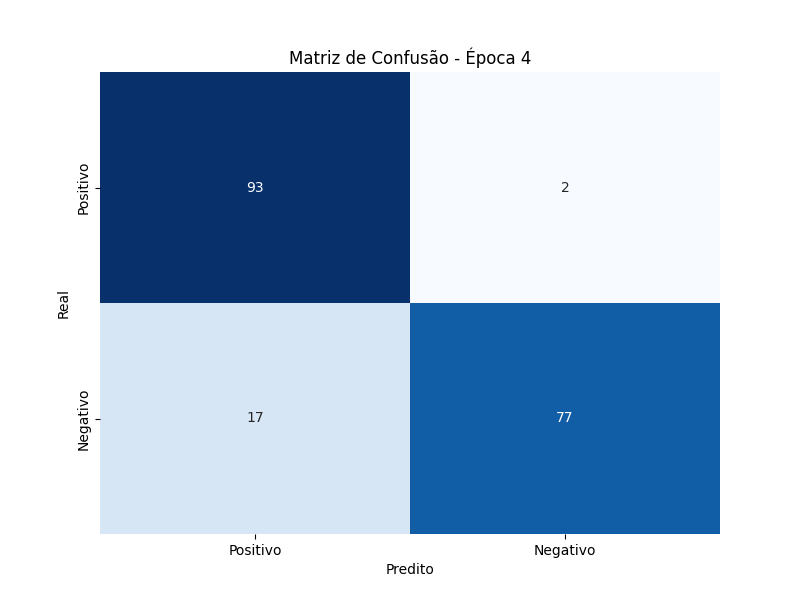 Matriz de Confusão - Época 4
Real
Positivo
93
2
Negativo
17
77
Positivo
Negativo
Predito